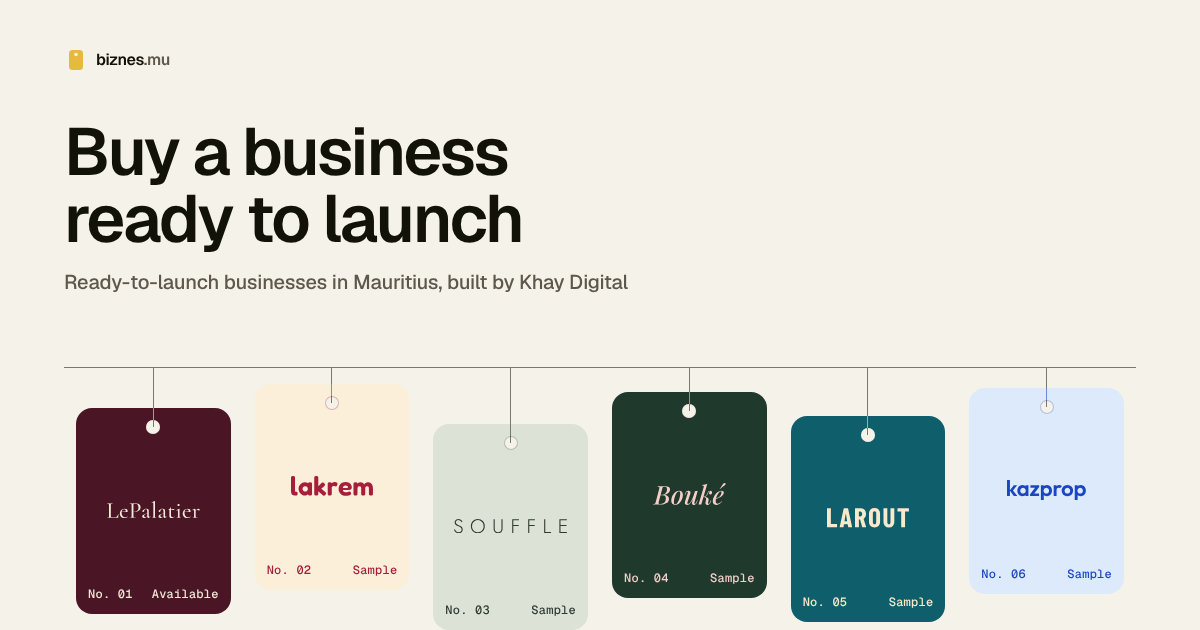 biznes.mu
Buy a business
ready to launch
Ready-to-launch businesses in Mauritius, built by Khay Digital
LePalatier
No. 01 Available
lakrem
No. 02 Sample
SOUFFLE
No. 03 Sample
Bouké
No. 04 Sample
LAROUT
No. 05 Sample
kazprop
No. 06 Sample